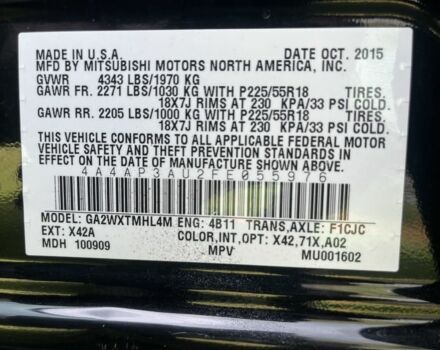 MADE IN U.S.A. DATE OCT. 2015
MFD BY MITSUBISHI MOTORS NORTH AMERICA, INC.
GVWR 4343 LBS/1970 KG
GAWR FR. 2271 LBS/1030 KG WITH P225/55R18 TIRES.
18X7J RIMS AT 230 KPA/33 PSI COLD.
GAWR RR. 2205 LBS/1000 KG WITH P225/55R18 TIRES.
18X7J RIMS AT 230 KPA/33 PSI COLD.
THIS VEHICLE CONFORMS TO ALL APPLICABLE FEDERAL MOTOR
VEHICLE SAFETY AND THEFT PREVENTION STANDARDS IN
EFFECT ON THE DATE OF MANUFACTURE SHOWN ABOVE.
4A4AP3AU2FE055976
MODEL: GA2WXTMHL4M ENG: 4B11 TRANS,AXLE: F1CJC
EXT: X42A COLOR,INT,OPT: X42,71X,A02
MDH 100909 MPV MU001602